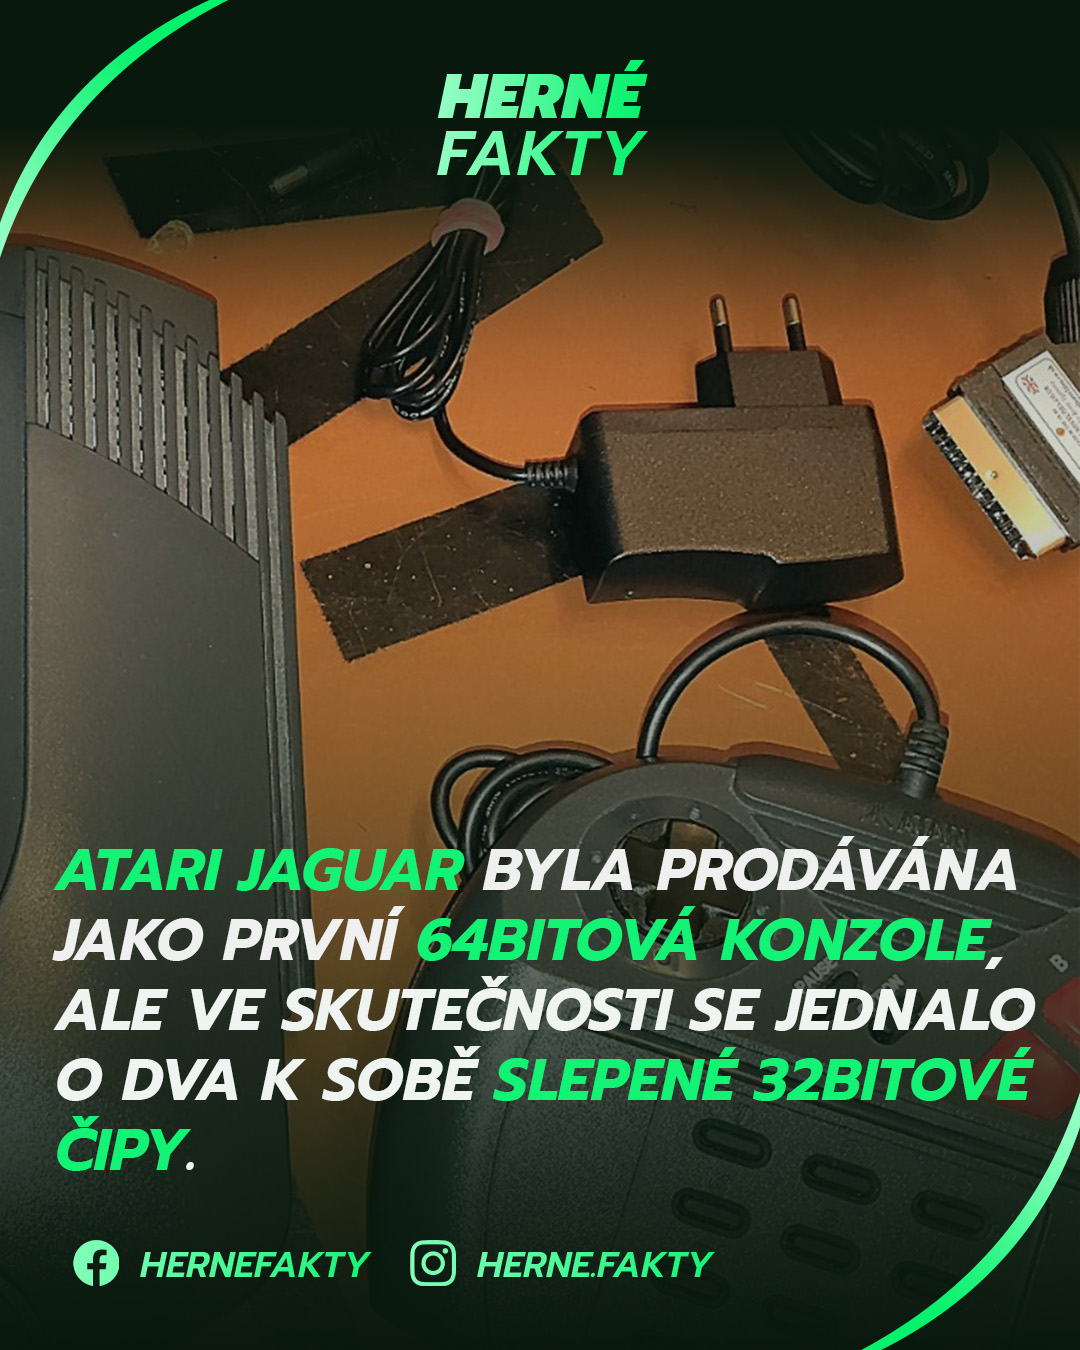 HERNÉ
FAKTY
ATARI JAGUAR BYLA PRODÁVÁNA
JAKO PRVNÍ 64BITOVÁ KONZOLE,
ALE VE SKUTEČNOSTI SE JEDNALO
O DVA K SOBĚ SLEPENÉ 32BITOVÉ
ČIPY.
PAUSE
B
HERNEFAKTY HERNE.FAKTY